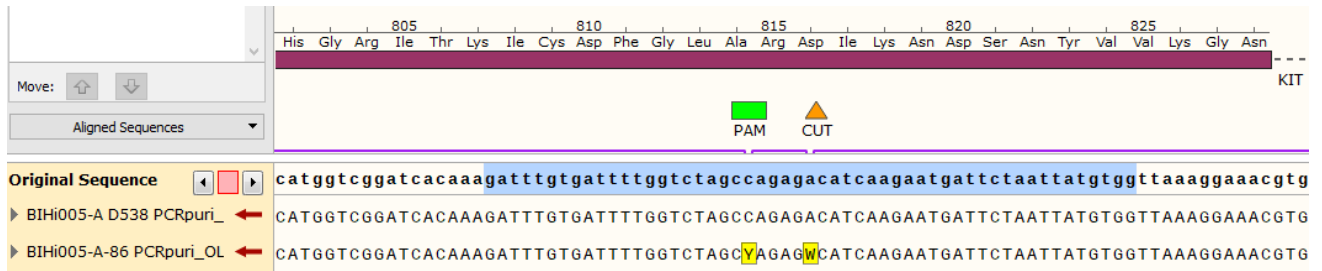 805 810 815 820 825
His Gly Arg Ile Thr Lys Ile Cys Asp Phe Gly Leu Ala Arg Asp Ile Lys Asn Asp Ser Asn Tyr Val Val Lys Gly Asn
KIT
Move:
PAM CUT
Aligned Sequences
Original Sequence catggtcggatcacaaagatttgtgattttggtctagccagagacatcaagaatgattctaattatgtggttaaaggaaacgtg
BIHi005-A D538 PCRpuri_ CATGGTCGGATCACAAAGATTTGTGATTTTGGTCTAGCCAGAGACATCAAGAATGATTCTAATTATGTGGTTAAAGGAAACGTG
BIHi005-A-86 PCRpuri_OL CATGGTCGGATCACAAAGATTTGTGATTTTGGTCTAGCYAGAGWCATCAAGAATGATTCTAATTATGTGGTTAAAGGAAACGTG